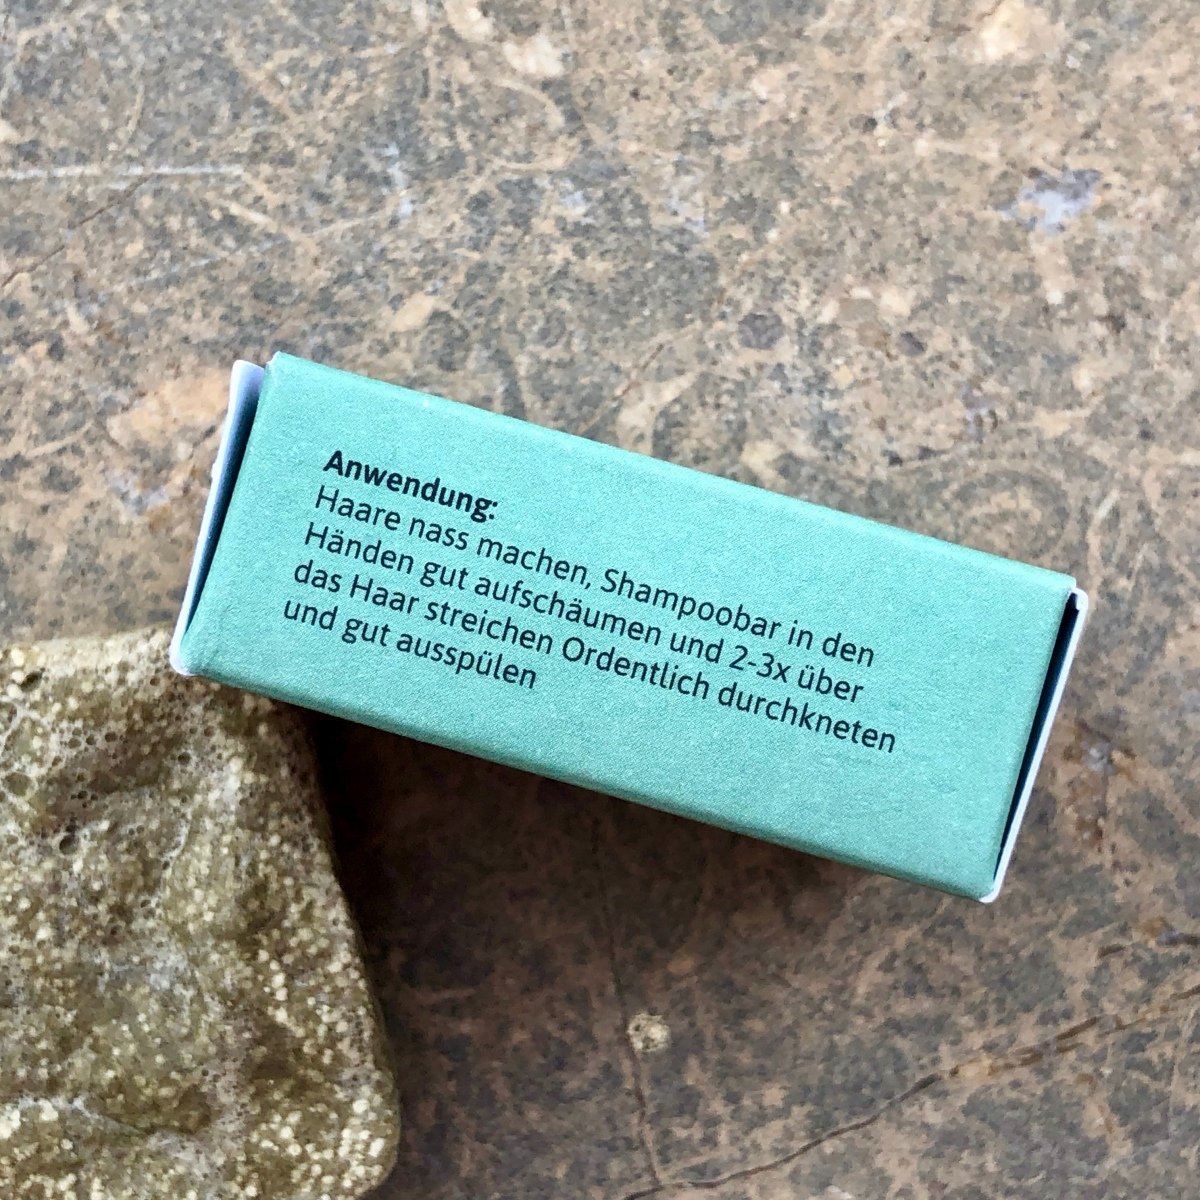 Anwendung:
Haare nass machen, Shampoobar in den
Händen gut aufschäumen und 2-3x über
das Haar streichen Ordentlich durchkneten
und gut ausspülen